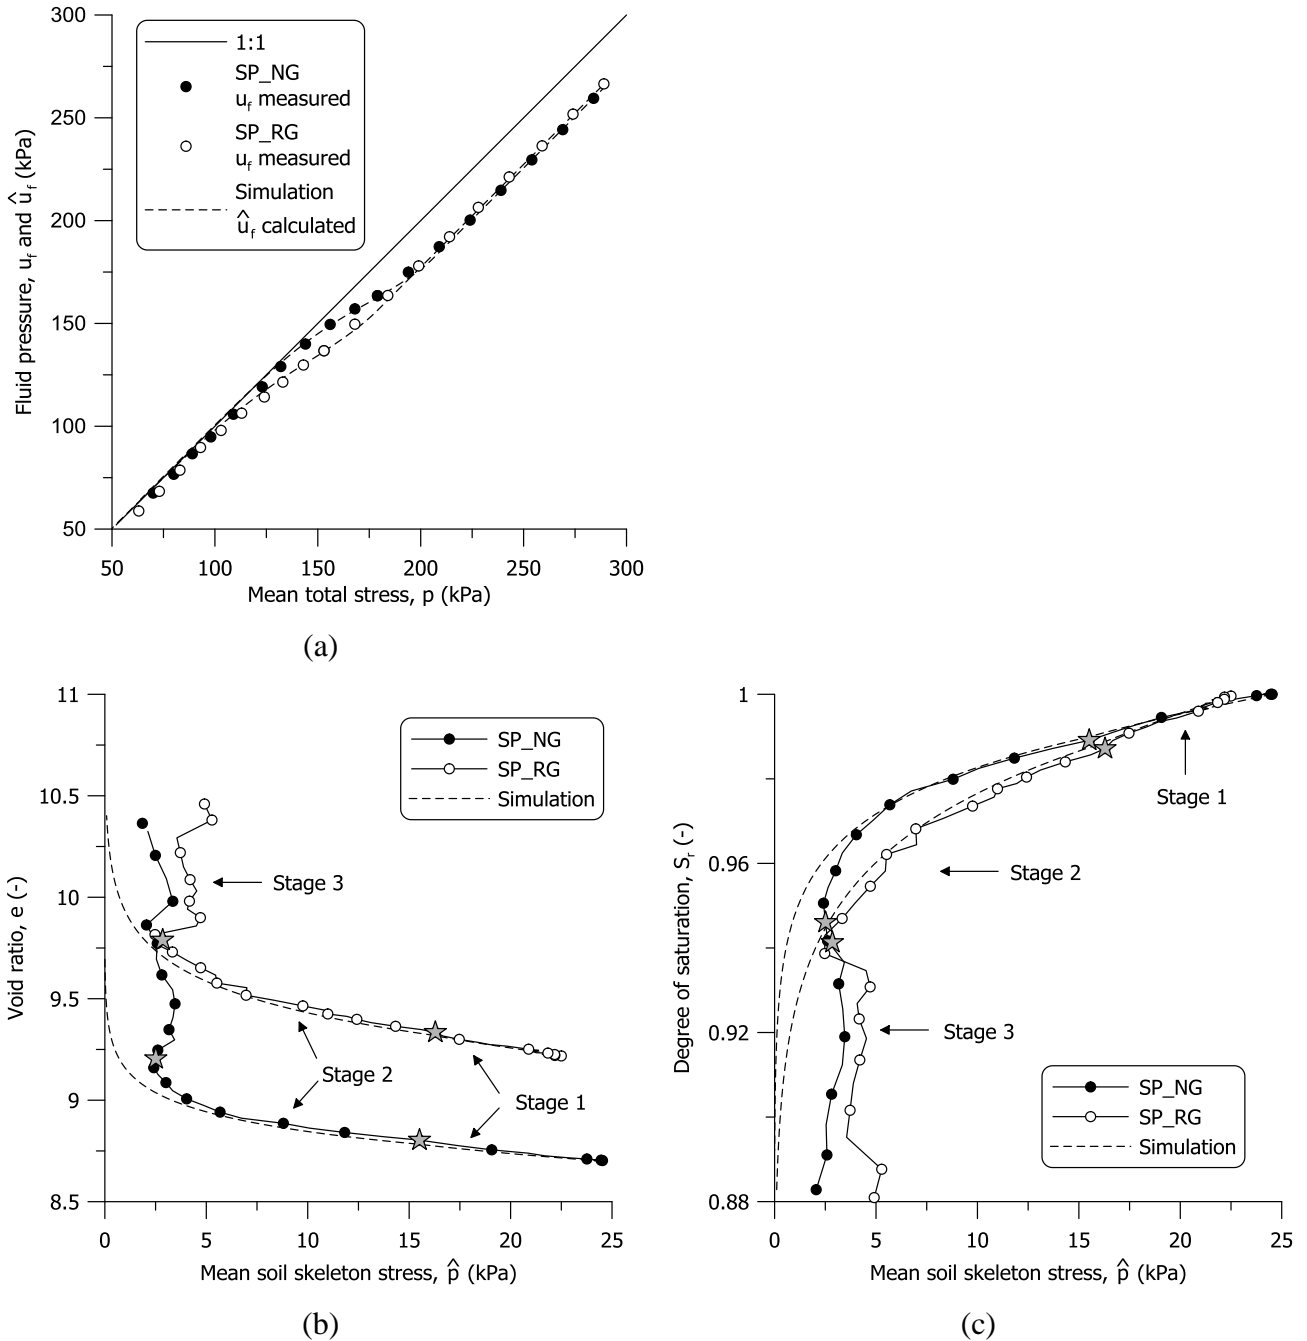 300
250
200
150
100
50
Fluid pressure, u_f and û_f (kPa)
1:1
SP_NG
u_f measured
SP_RG
u_f measured
Simulation
û_f calculated
50 100 150 200 250 300
Mean total stress, p (kPa)
(a)
11
10.5
10
9.5
9
8.5
Void ratio, e (-)
SP_NG
SP_RG
Simulation
Stage 3
Stage 2
Stage 1
0 5 10 15 20 25
Mean soil skeleton stress, p̂ (kPa)
(b)
1
0.96
0.92
0.88
Degree of saturation, S_r (-)
Stage 1
Stage 2
Stage 3
SP_NG
SP_RG
Simulation
0 5 10 15 20 25
Mean soil skeleton stress, p̂ (kPa)
(c)